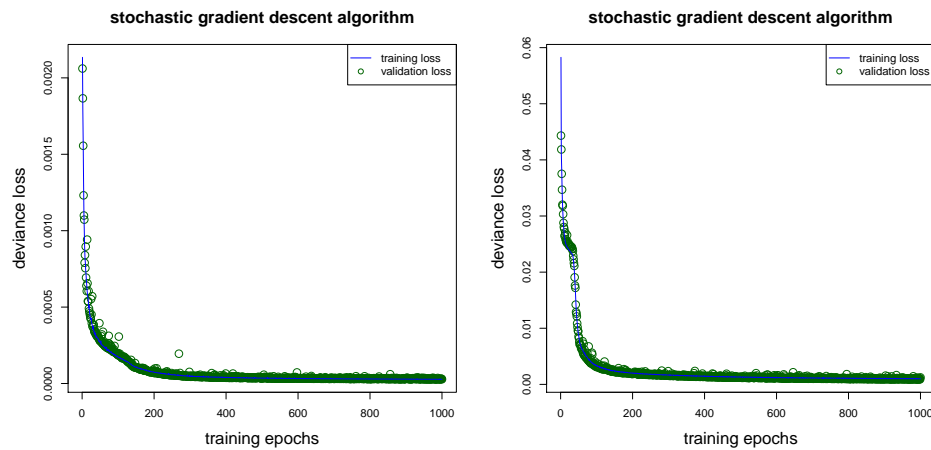 stochastic gradient descent algorithm
training loss
validation loss
0.0020
0.0015
0.0010
0.0005
0.0000
deviance loss
0 200 400 600 800 1000
training epochs
stochastic gradient descent algorithm
training loss
validation loss
0.06
0.05
0.04
0.03
0.02
0.01
0.00
deviance loss
0 200 400 600 800 1000
training epochs